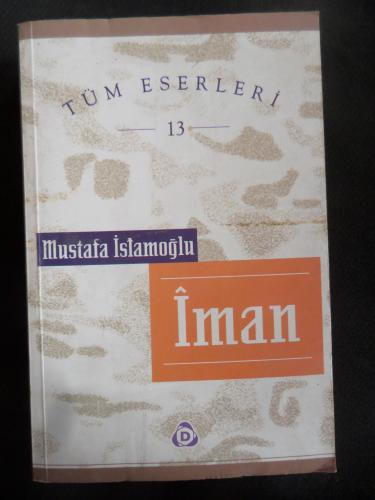 TÜM ESERLERİ
13
Mustafa İslamoğlu
Îman
D